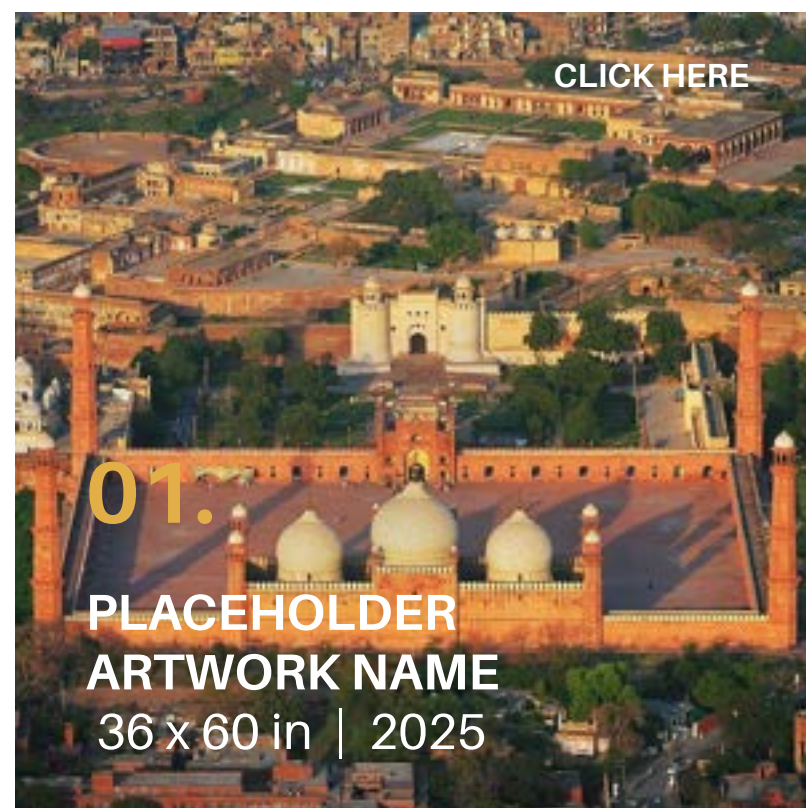 CLICK HERE
01.
PLACEHOLDER
ARTWORK NAME
36 x 60 in | 2025